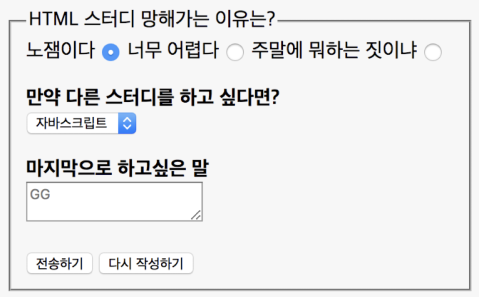 HTML 스터디 망해가는 이유는?
노잼이다 너무 어렵다 주말에 뭐하는 짓이냐
만약 다른 스터디를 하고 싶다면?
자바스크립트
마지막으로 하고싶은 말
GG
전송하기 다시 작성하기